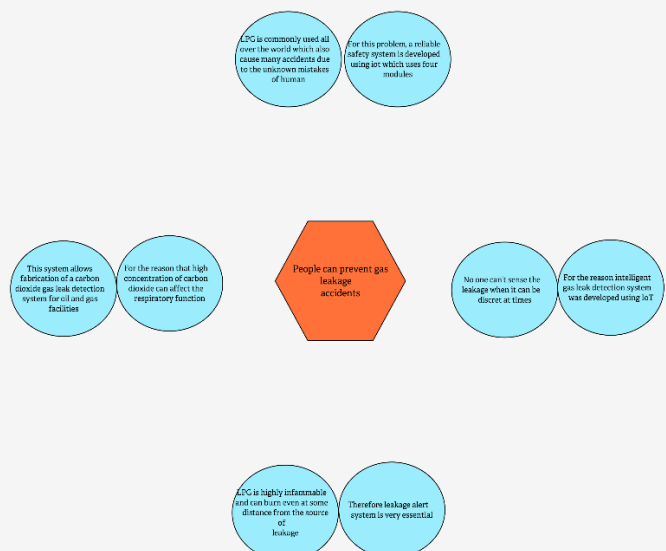 LPG is commonly used all
over the world which also
cause many accidents due
to the unknown mistakes
of human
For this problem, a reliable
safety system is developed
using iot which uses four
modules
This system allows
fabrication of a carbon
dioxide gas leak detection
system for oil and gas
facilities
For the reason that high
concentration of carbon
dioxide can affect the
respiratory function
People can prevent gas
leakage
accidents
No one can't sense the
leakage when it can be
discret at times
For the reason intelligent
gas leak detection system
was developed using IoT
LPG is highly infammable
and can burn even at some
distance from the source
of
leakage
Therefore leakage alert
system is very essential